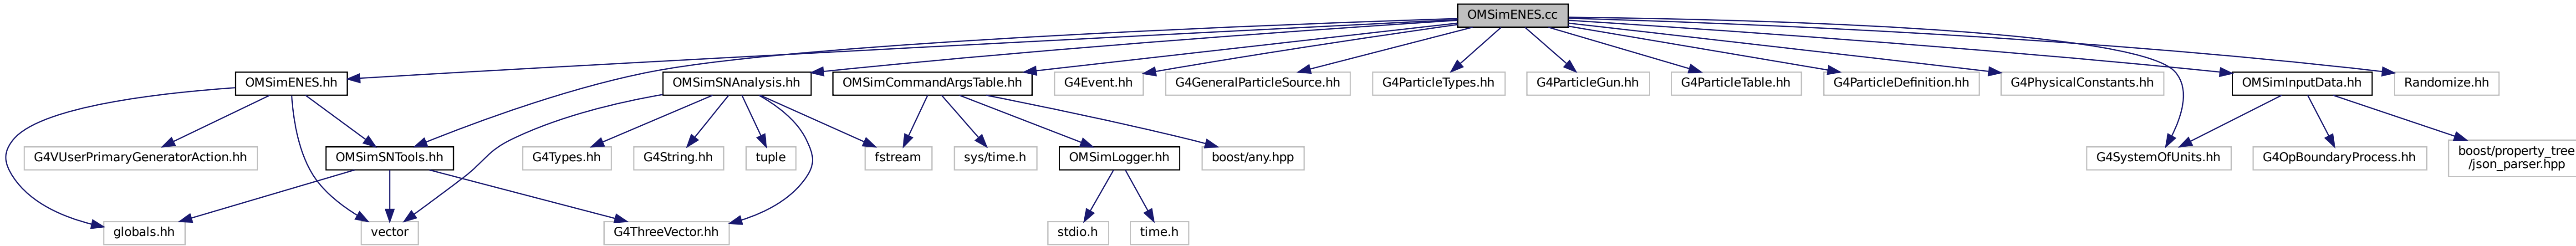 OMSimENES.cc
OMSimENES.hh
OMSimSNAnalysis.hh
OMSimCommandArgsTable.hh
G4Event.hh
G4GeneralParticleSource.hh
G4ParticleTypes.hh
G4ParticleGun.hh
G4ParticleTable.hh
G4ParticleDefinition.hh
G4PhysicalConstants.hh
OMSimInputData.hh
Randomize.hh
G4VUserPrimaryGeneratorAction.hh
OMSimSNTools.hh
G4Types.hh
G4String.hh
tuple
fstream
sys/time.h
OMSimLogger.hh
boost/any.hpp
G4SystemOfUnits.hh
G4OpBoundaryProcess.hh
boost/property_tree
/json_parser.hpp
globals.hh
vector
G4ThreeVector.hh
stdio.h
time.h